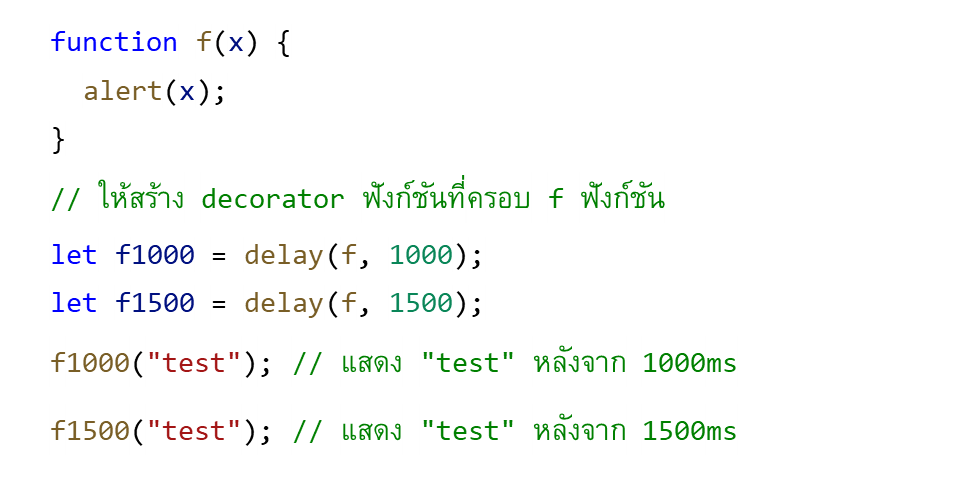 function f(x) {
alert(x);
}
// ให้สร้าง decorator ฟังก์ชันที่ครอบ f ฟังก์ชัน
let f1000 = delay(f, 1000);
let f1500 = delay(f, 1500);
f1000("test"); // แสดง "test" หลังจาก 1000ms
f1500("test"); // แสดง "test" หลังจาก 1500ms